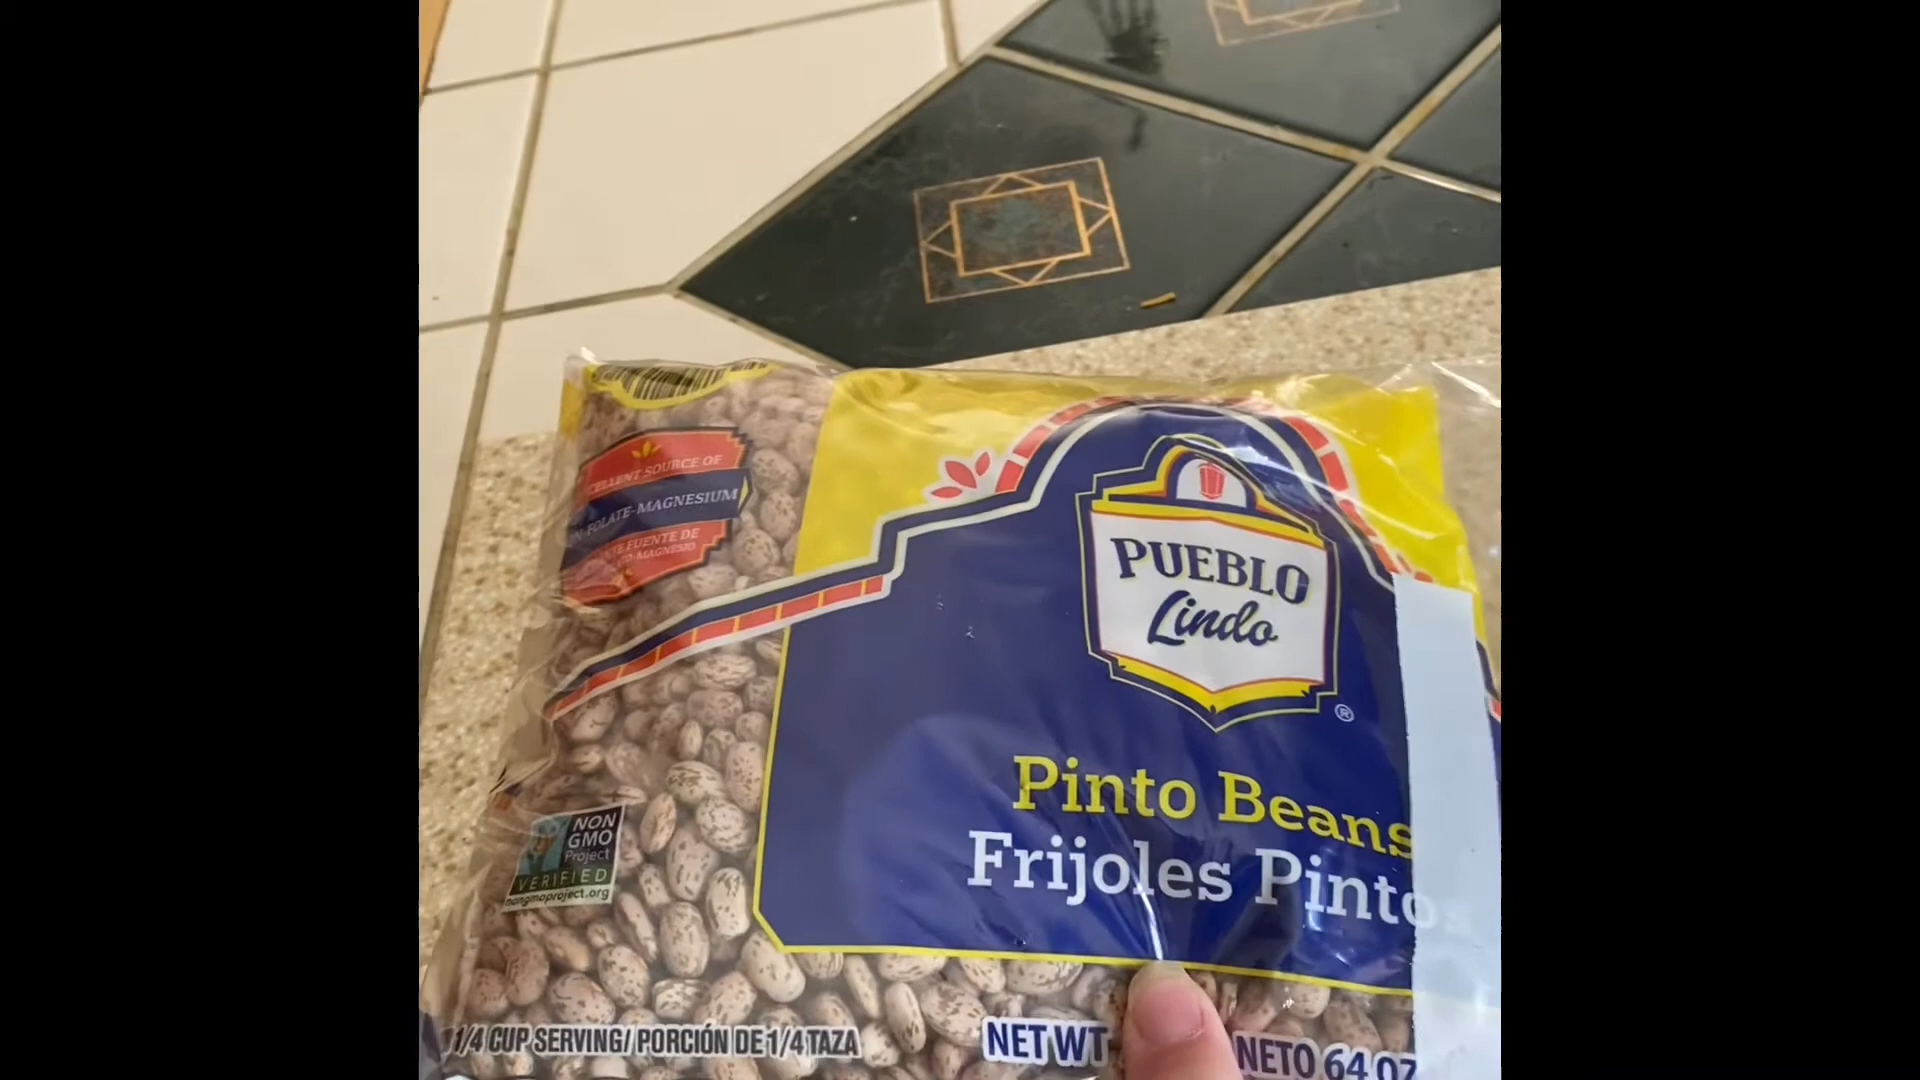 CELLENT SOURCE OF
FOLATE-MAGNESIUM
FUENTE DE
MAGNESIO
PUEBLO
Lindo
®
Pinto Beans
Frijoles Pinto
NON
GMO
Project
VERIFIED
nongmoproject.org
1/4 CUP SERVING/ PORCIÓN DE 1/4 TAZA
NET WT
NETO 64 OZ